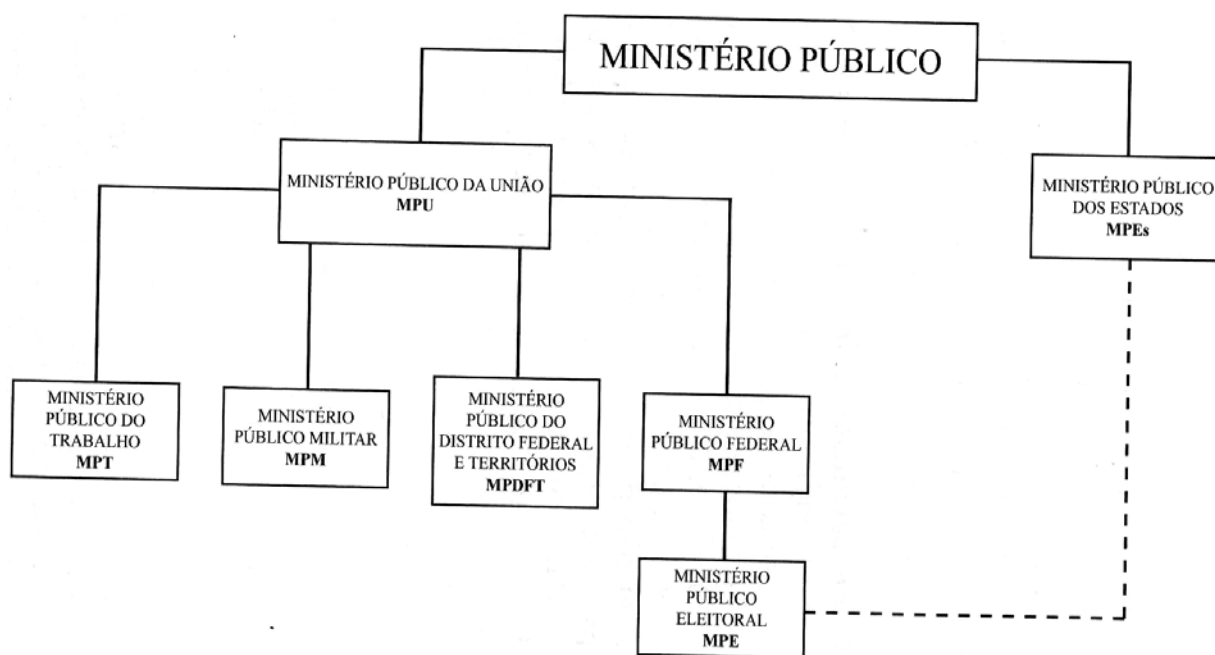 MINISTÉRIO PÚBLICO
MINISTÉRIO PÚBLICO DA UNIÃO
MPU
MINISTÉRIO PÚBLICO
DOS ESTADOS
MPEs
MINISTÉRIO
PÚBLICO DO
TRABALHO
MPT
MINISTÉRIO
PÚBLICO MILITAR
MPM
MINISTÉRIO
PÚBLICO DO
DISTRITO FEDERAL
E TERRITÓRIOS
MPDFT
MINISTÉRIO
PÚBLICO FEDERAL
MPF
MINISTÉRIO
PÚBLICO
ELEITORAL
MPE